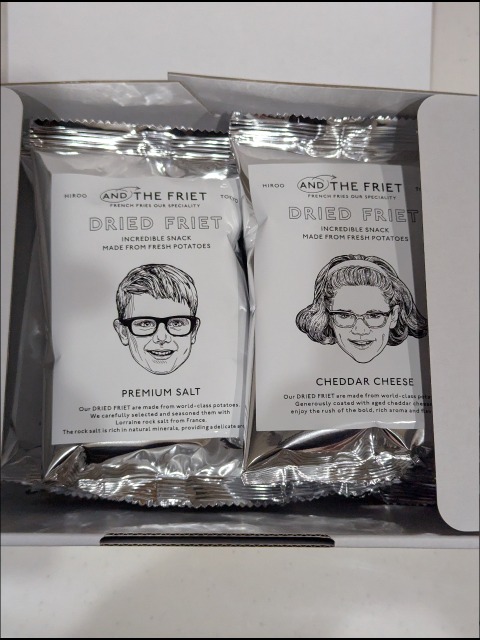 HIROO AND THE FRIET TOKYO
FRENCH FRIES OUR SPECIALITY
DRIED FRIET
INCREDIBLE SNACK
MADE FROM FRESH POTATOES
PREMIUM SALT
Our DRIED FRIET are made from world-class potatoes.
We carefully selected and seasoned them with
Lorraine rock salt from France.
The rock salt is rich in natural minerals, providing a delicate
HIROO AND THE FRIET
FRENCH FRIES OUR SPECIALITY
DRIED FRIET
INCREDIBLE SNACK
MADE FROM FRESH POTATOES
CHEDDAR CHEESE
Our DRIED FRIET are made from world-class
Generously coated with aged cheddar cheese
enjoy the rush of the bold, rich aroma and